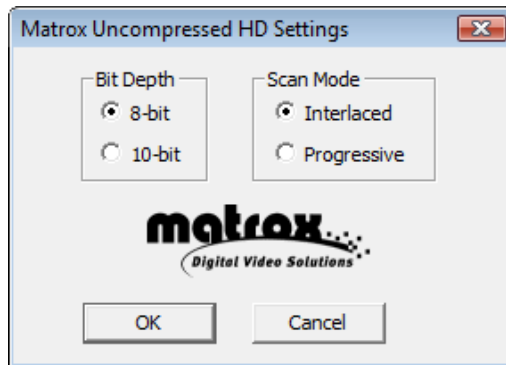 Matrox Uncompressed HD Settings
Bit Depth
8-bit
10-bit
Scan Mode
Interlaced
Progressive
matrox
Digital Video Solutions
OK
Cancel